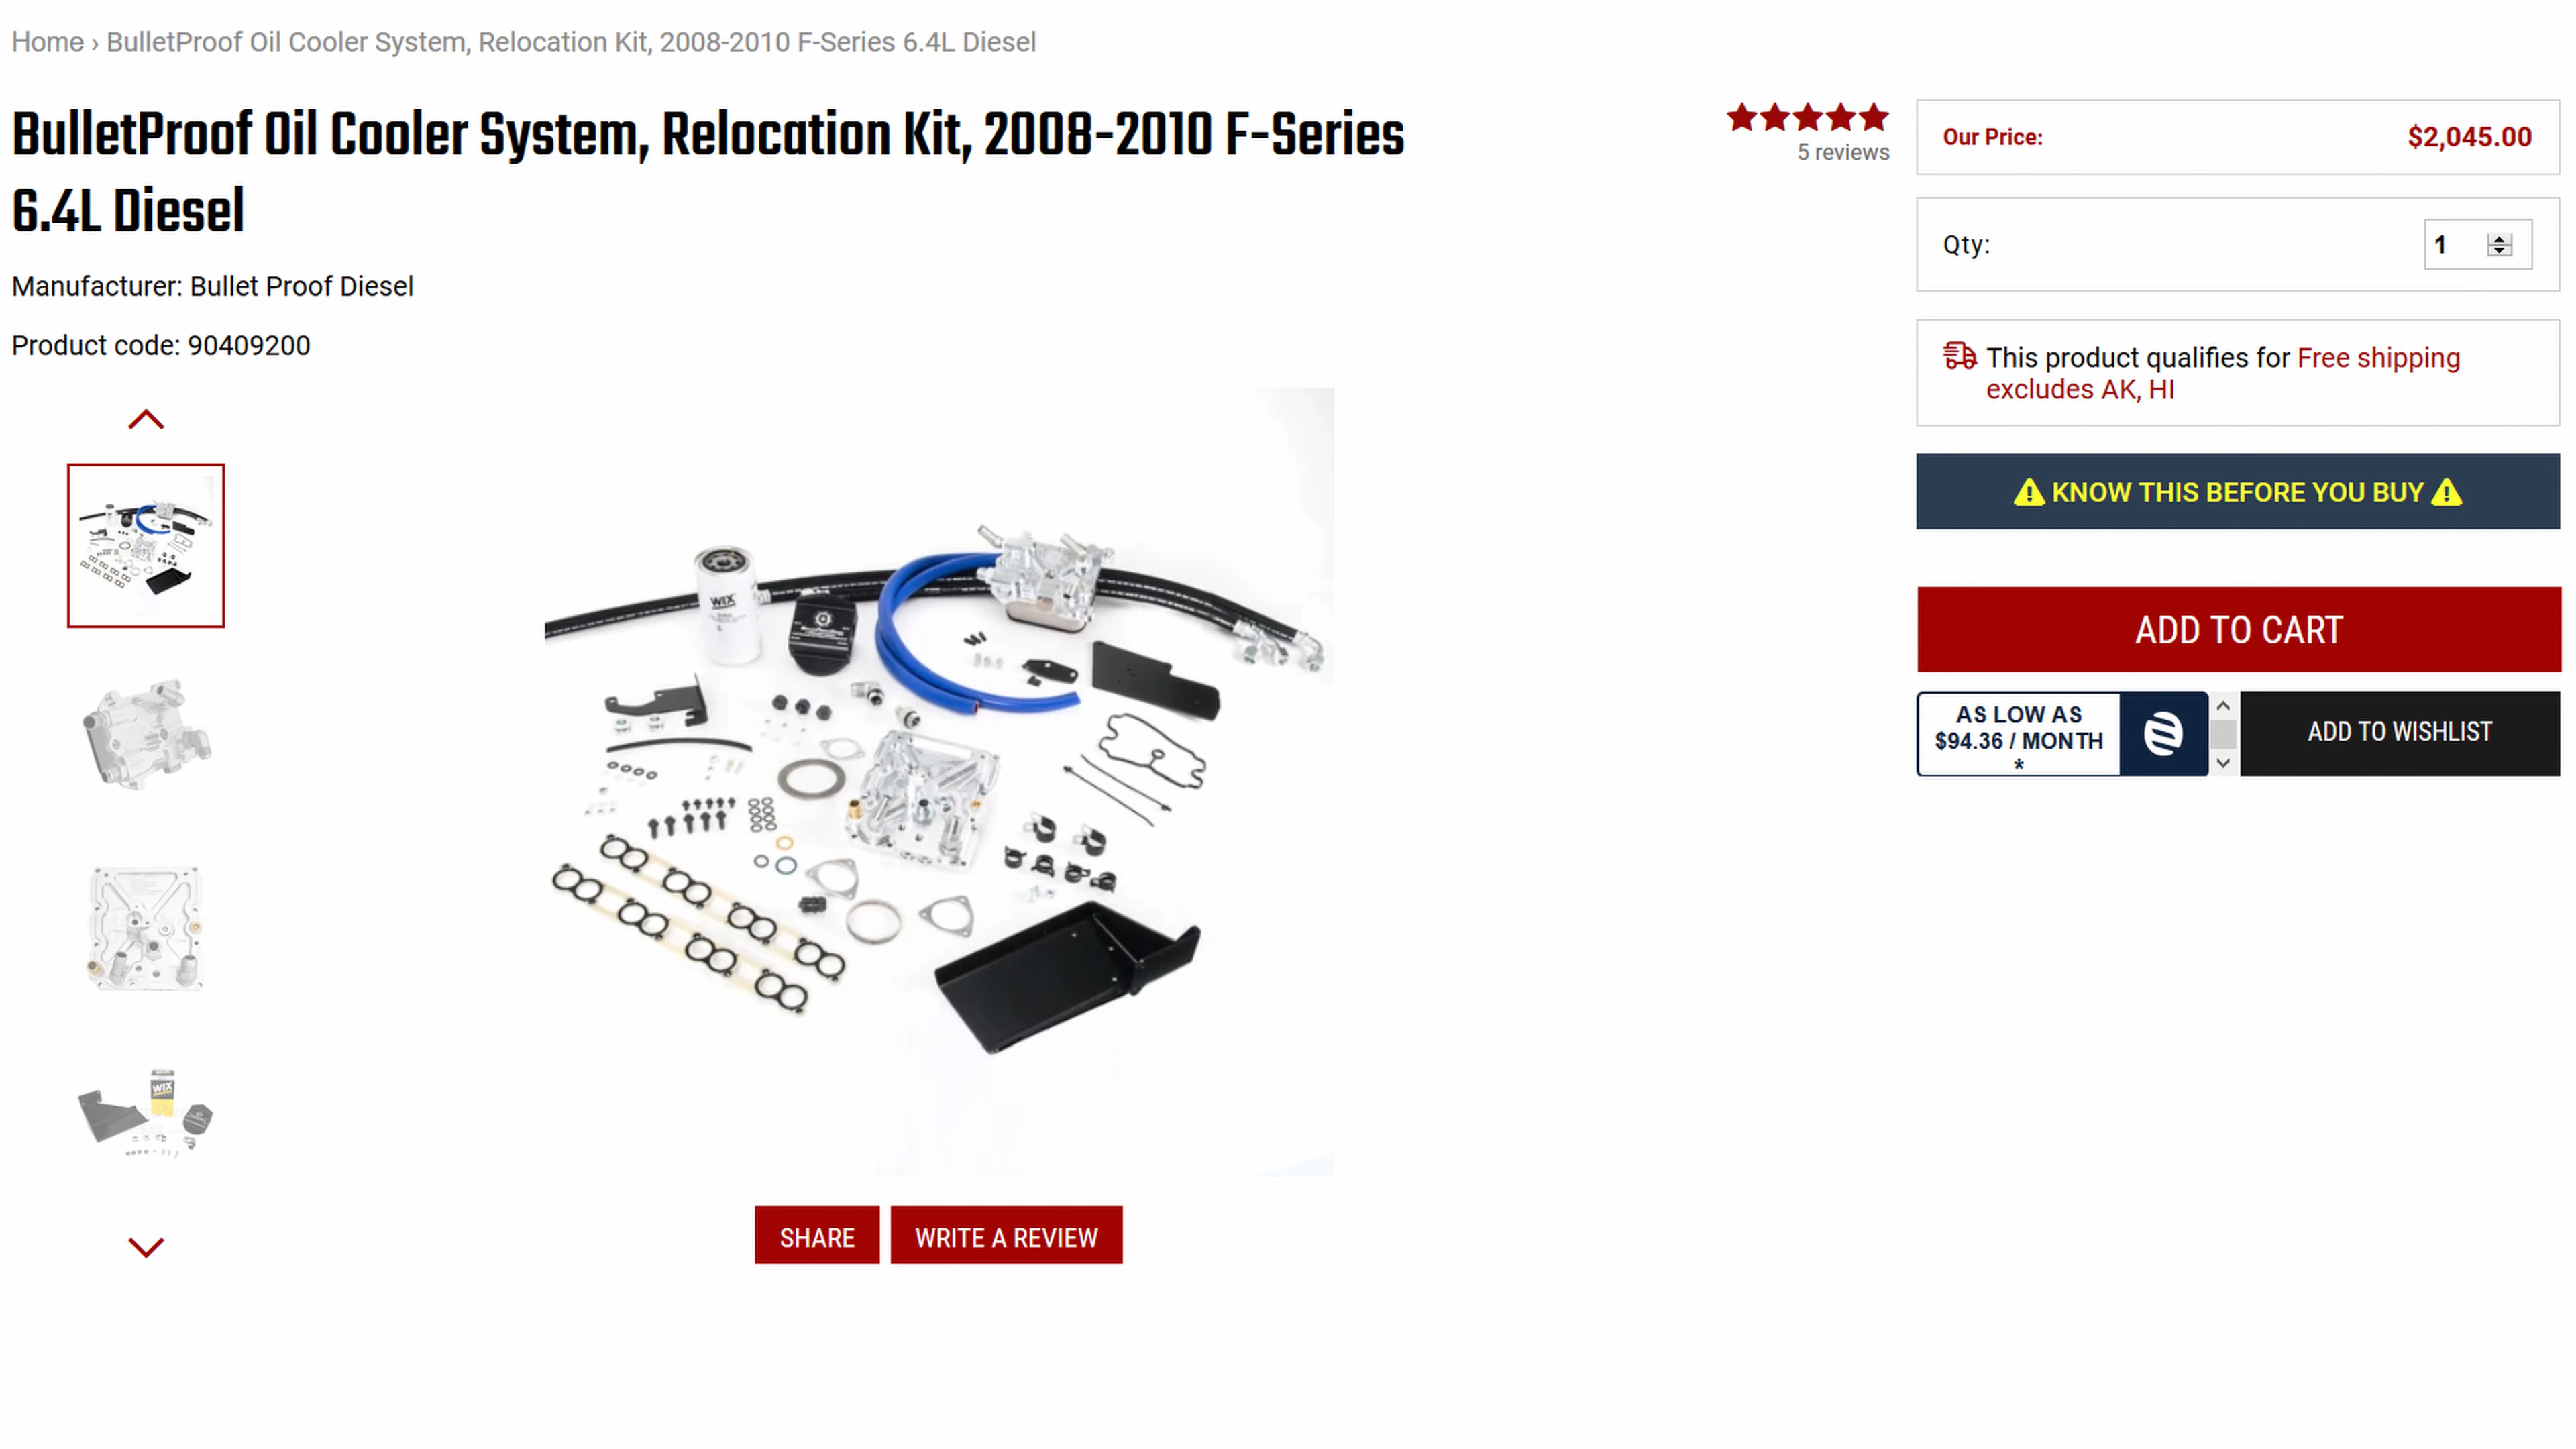 Home › BulletProof Oil Cooler System, Relocation Kit, 2008-2010 F-Series 6.4L Diesel
BulletProof Oil Cooler System, Relocation Kit, 2008-2010 F-Series
6.4L Diesel
5 reviews
Manufacturer: Bullet Proof Diesel
Product code: 90409200
Our Price: $2,045.00
Qty: 1
This product qualifies for Free shipping
excludes AK, HI
KNOW THIS BEFORE YOU BUY
ADD TO CART
AS LOW AS
$94.36 / MONTH
*
ADD TO WISHLIST
WIX
WIX
SHARE
WRITE A REVIEW